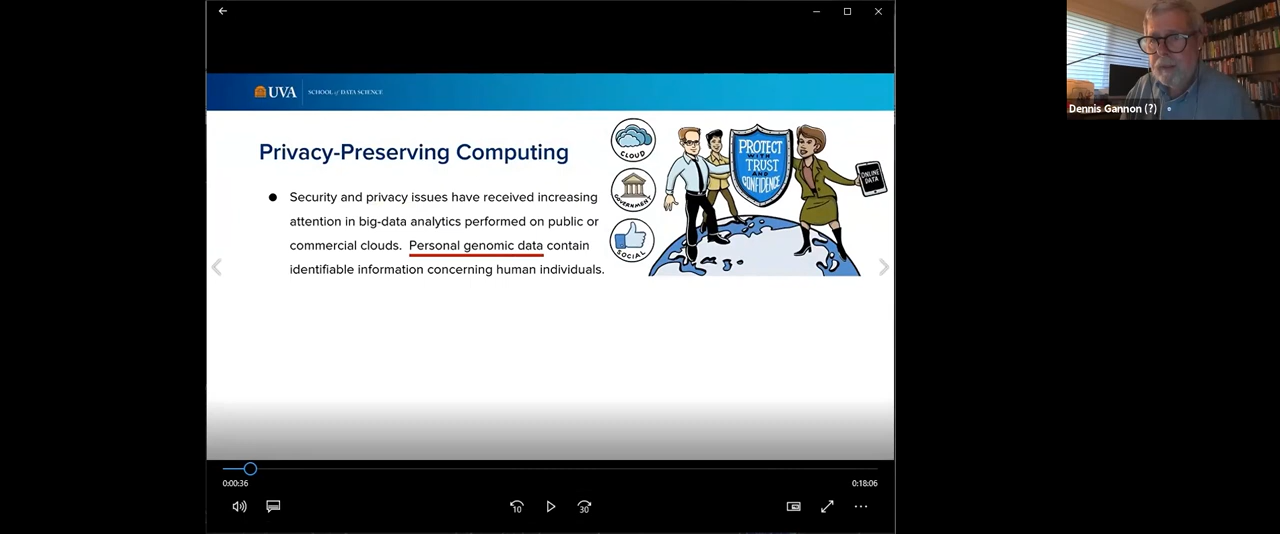 UVA SCHOOL of DATA SCIENCE
Privacy-Preserving Computing
● Security and privacy issues have received increasing
attention in big-data analytics performed on public or
commercial clouds. Personal genomic data contain
identifiable information concerning human individuals.
CLOUD
GOVERNMENT
SOCIAL
PROTECT
WITH
TRUST
AND
CONFIDENCE
ONLINE
DATA
Dennis Gannon (?)
0:00:36
0:18:06
10
30